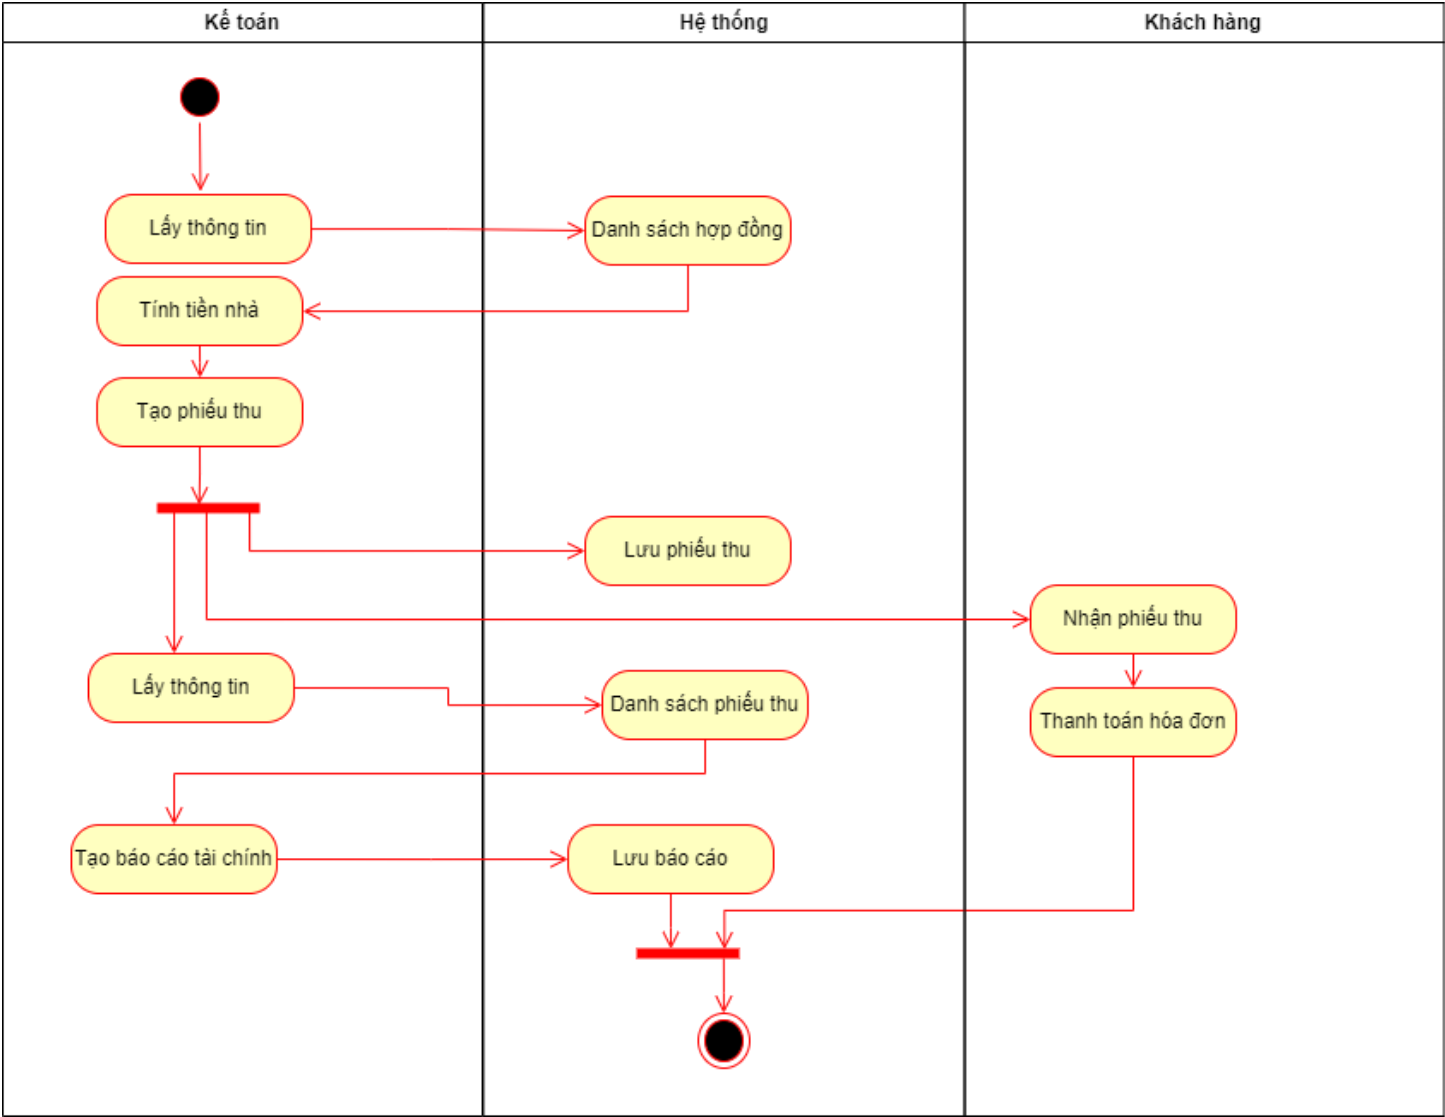 Kế toán
Hệ thống
Khách hàng
Lấy thông tin
Danh sách hợp đồng
Tính tiền nhà
Tạo phiếu thu
Lưu phiếu thu
Nhận phiếu thu
Lấy thông tin
Danh sách phiếu thu
Thanh toán hóa đơn
Tạo báo cáo tài chính
Lưu báo cáo